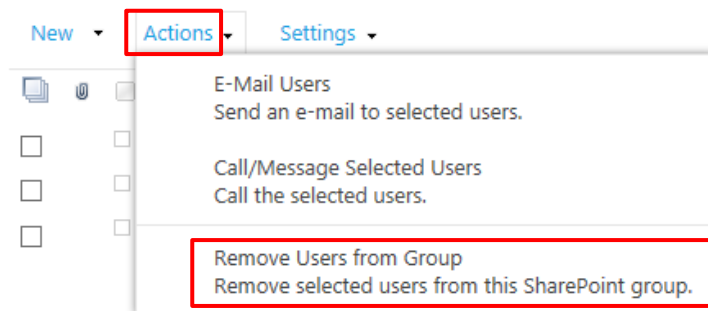 New Actions Settings
E-Mail Users
Send an e-mail to selected users.
Call/Message Selected Users
Call the selected users.
Remove Users from Group
Remove selected users from this SharePoint group.